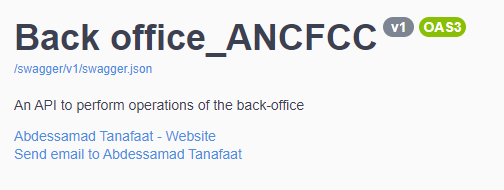 Back office_ANCFCC v1 OAS3
/swagger/v1/swagger.json
An API to perform operations of the back-office
Abdessamad Tanafaat - Website
Send email to Abdessamad Tanafaat